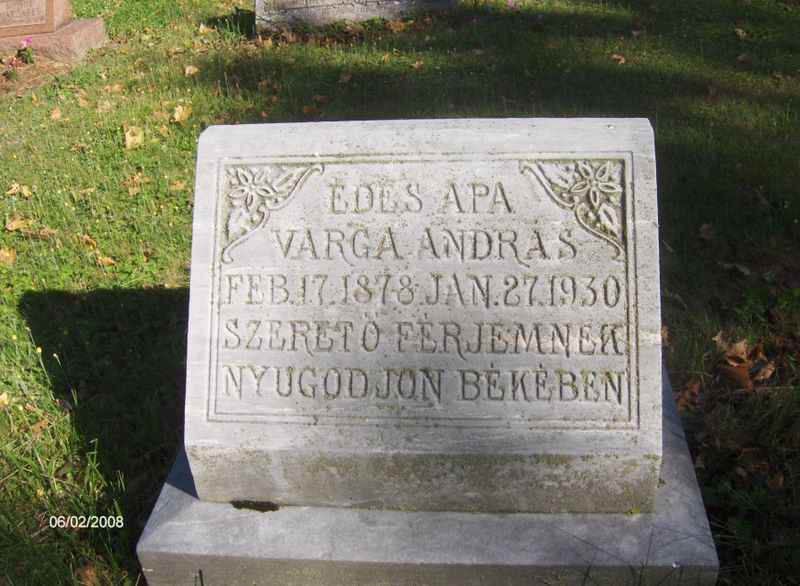 ÉDES APA
VARGA ANDRÁS
FEB.17.1878 JAN.27.1930
SZERETŐ FÉRJEMNEK
NYUGODJON BÉKÉBEN
06/02/2008